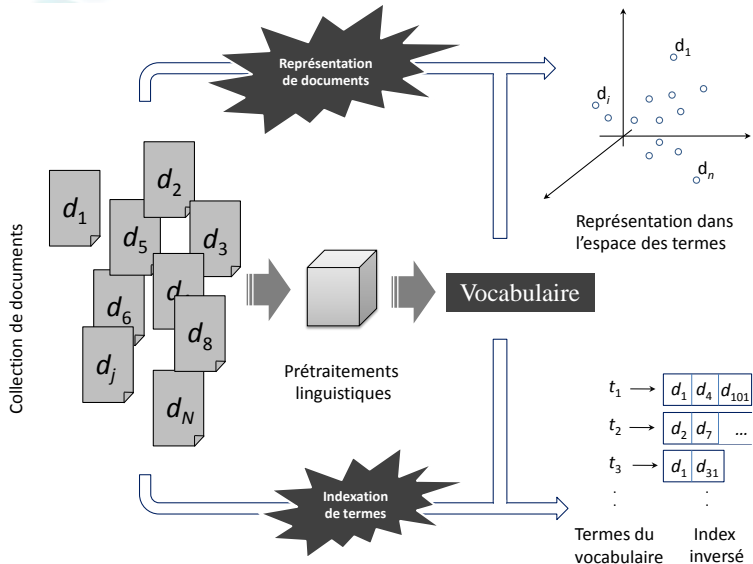 Représentation
de documents
d1
di
dn
Représentation dans
l'espace des termes
Collection de documents
d1
d2
d5
d3
d6
d8
dj
dN
Prétraitements
linguistiques
Vocabulaire
t1 → d1 d4 d101
t2 → d2 d7 ...
t3 → d1 d31
Indexation
de termes
Termes du
vocabulaire
Index
inversé